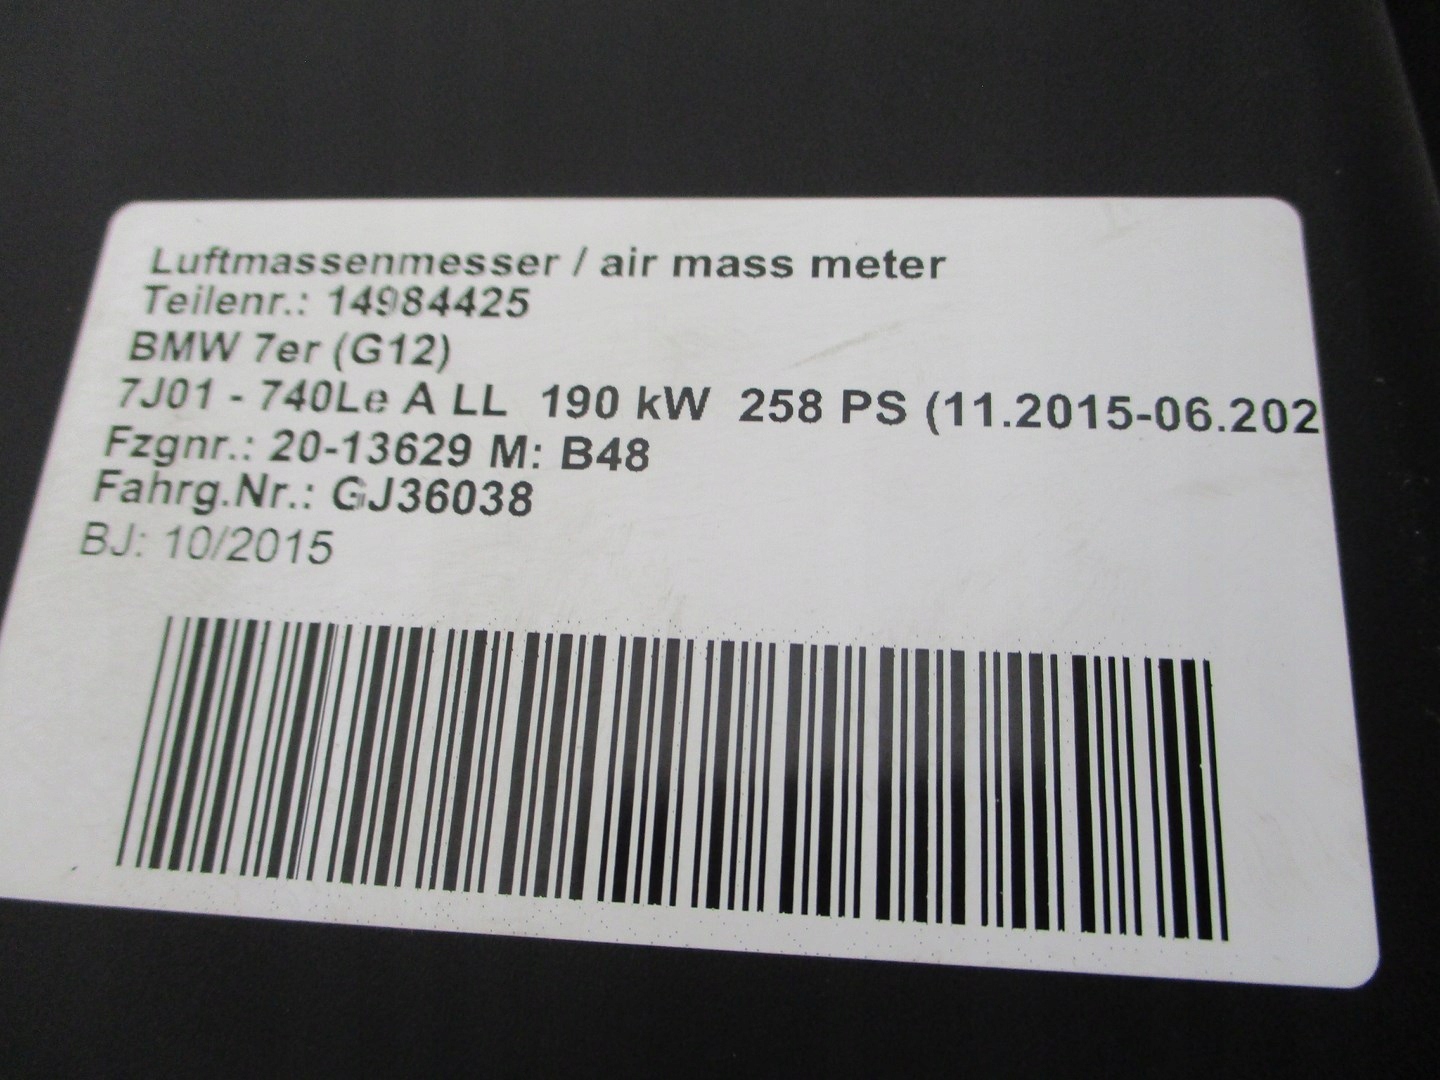 Luftmassenmesser / air mass meter
Teilenr.: 14984425
BMW 7er (G12)
7J01 - 740Le A LL 190 kW 258 PS (11.2015-06.202
Fzgnr.: 20-13629 M: B48
Fahrg.Nr.: GJ36038
BJ: 10/2015